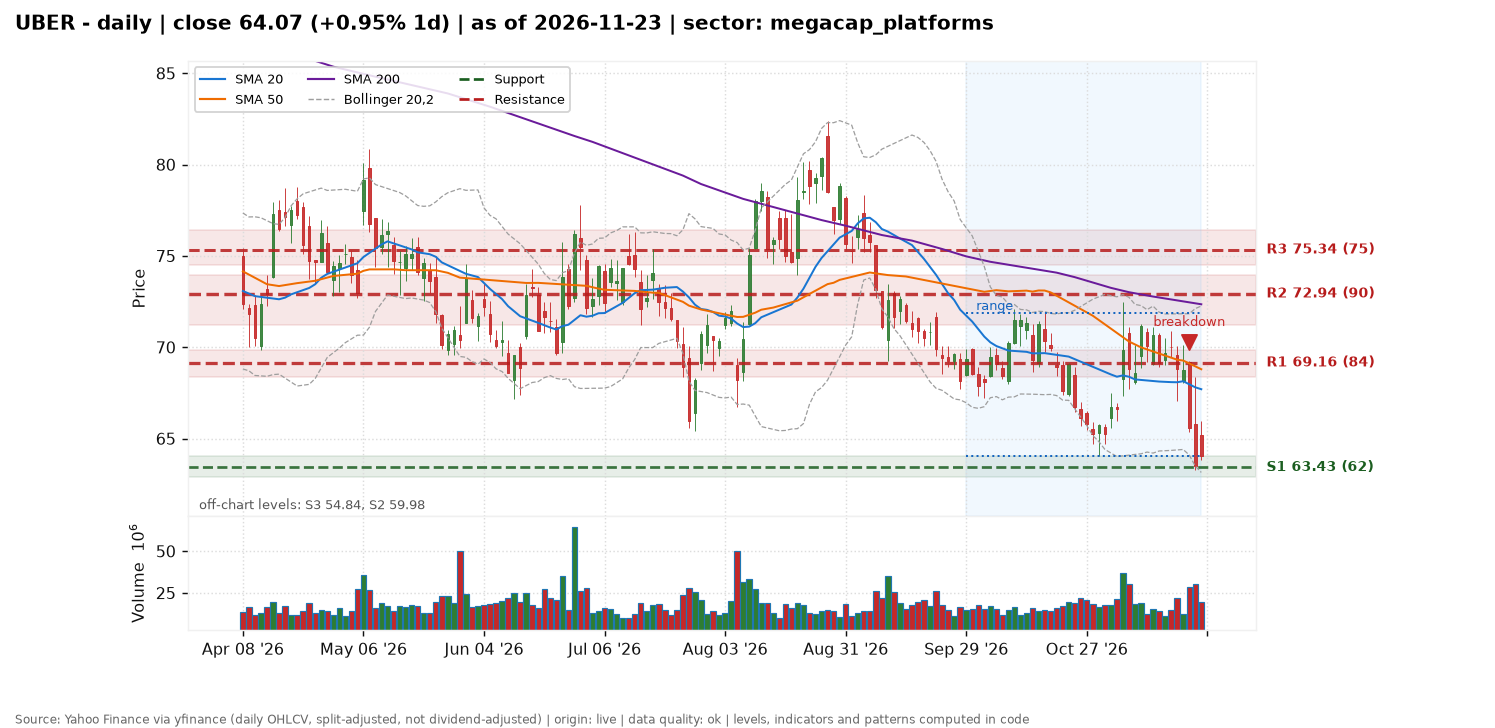 UBER - daily | close 64.07 (+0.95% 1d) | as of 2026-11-23 | sector: megacap_platforms
SMA 20
SMA 50
SMA 200
Bollinger 20,2
Support
Resistance
Price
85
80
75
70
65
R3 75.34 (75)
R2 72.94 (90)
range
breakdown
R1 69.16 (84)
S1 63.43 (62)
off-chart levels: S3 54.84, S2 59.98
Volume 10⁶
50
25
Apr 08 '26
May 06 '26
Jun 04 '26
Jul 06 '26
Aug 03 '26
Aug 31 '26
Sep 29 '26
Oct 27 '26
Source: Yahoo Finance via yfinance (daily OHLCV, split-adjusted, not dividend-adjusted) | origin: live | data quality: ok | levels, indicators and patterns computed in code